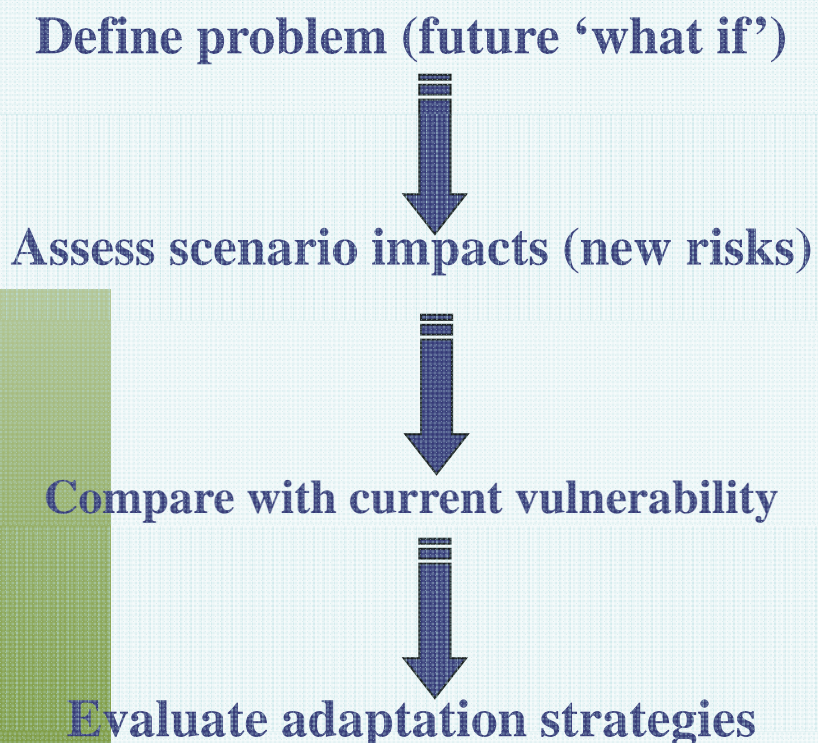 Define problem (future ‘what if’)
Assess scenario impacts (new risks)
Compare with current vulnerability
Evaluate adaptation strategies